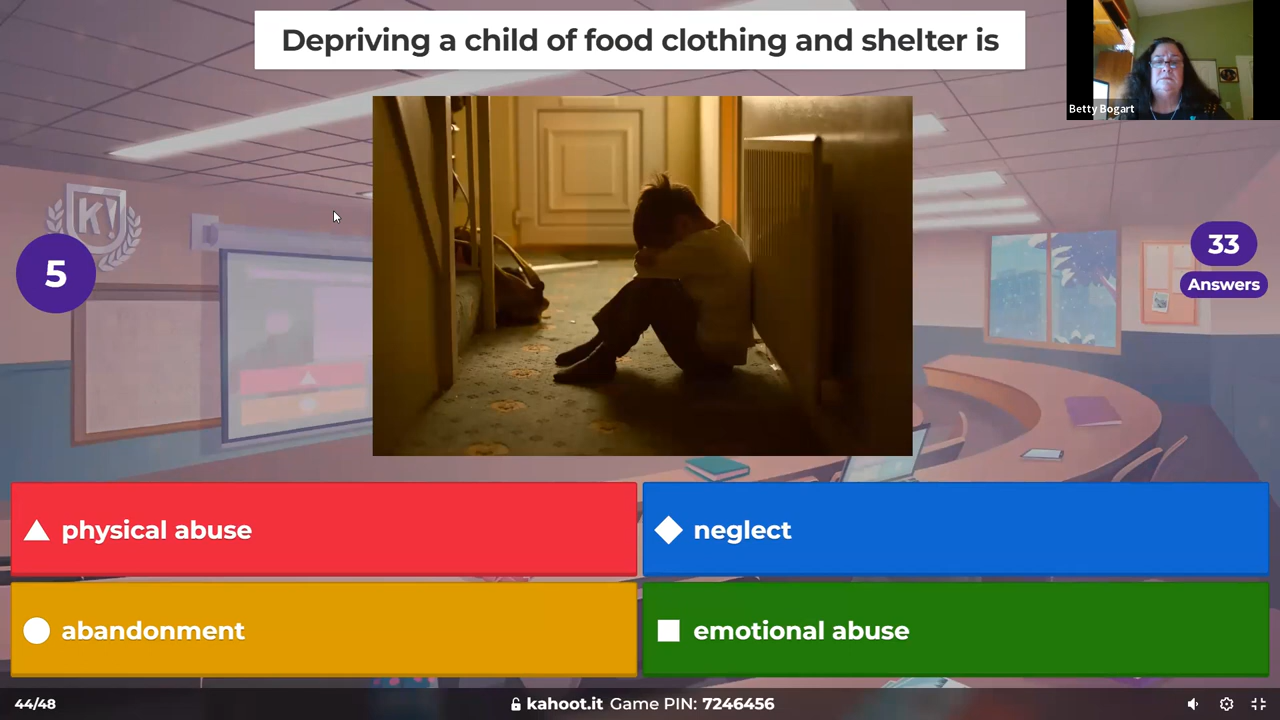 Depriving a child of food clothing and shelter is
Betty Bogart
K!
5
33
Answers
physical abuse
neglect
abandonment
emotional abuse
44/48
kahoot.it Game PIN: 7246456